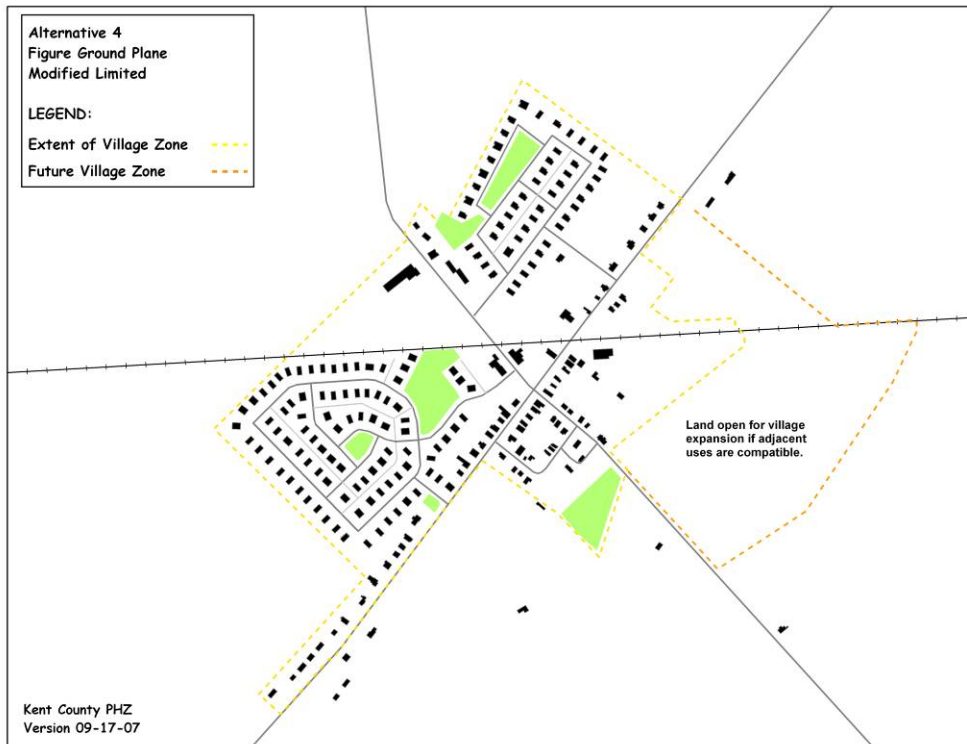 Alternative 4
Figure Ground Plane
Modified Limited
LEGEND:
Extent of Village Zone
Future Village Zone
Land open for village
expansion if adjacent
uses are compatible.
Kent County PHZ
Version 09-17-07